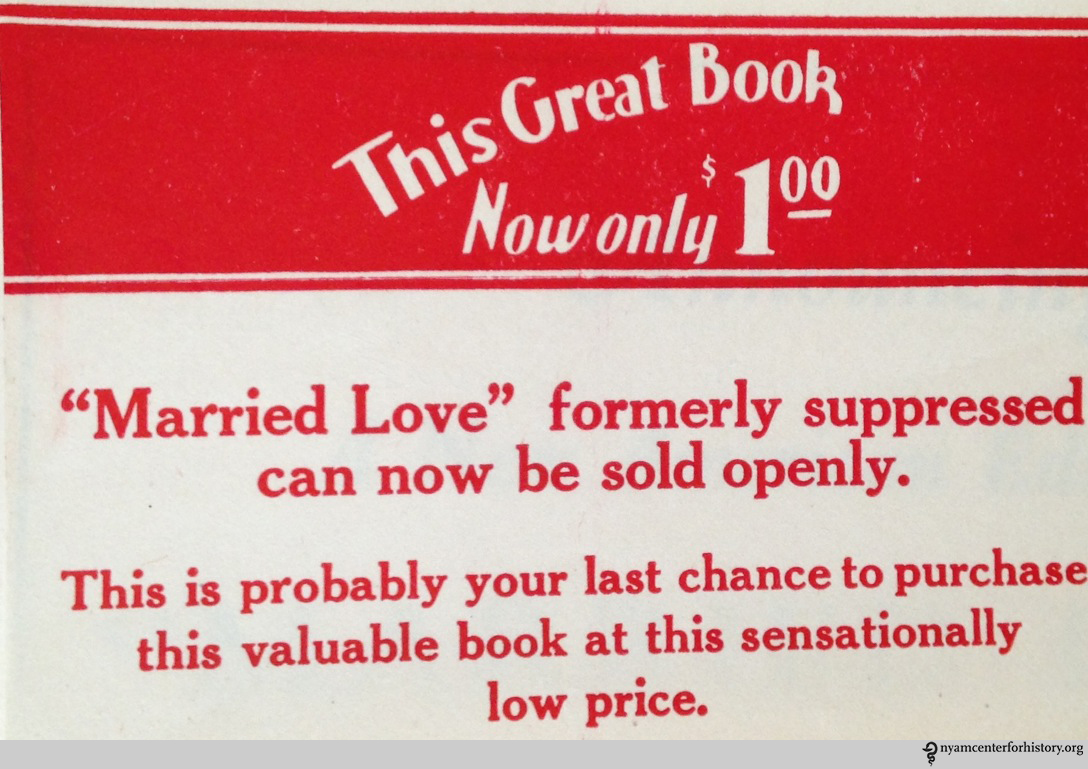 This Great Book
Now only $1.00
“Married Love” formerly suppressed
can now be sold openly.
This is probably your last chance to purchase
this valuable book at this sensationally
low price.
nyamcenterforhistory.org